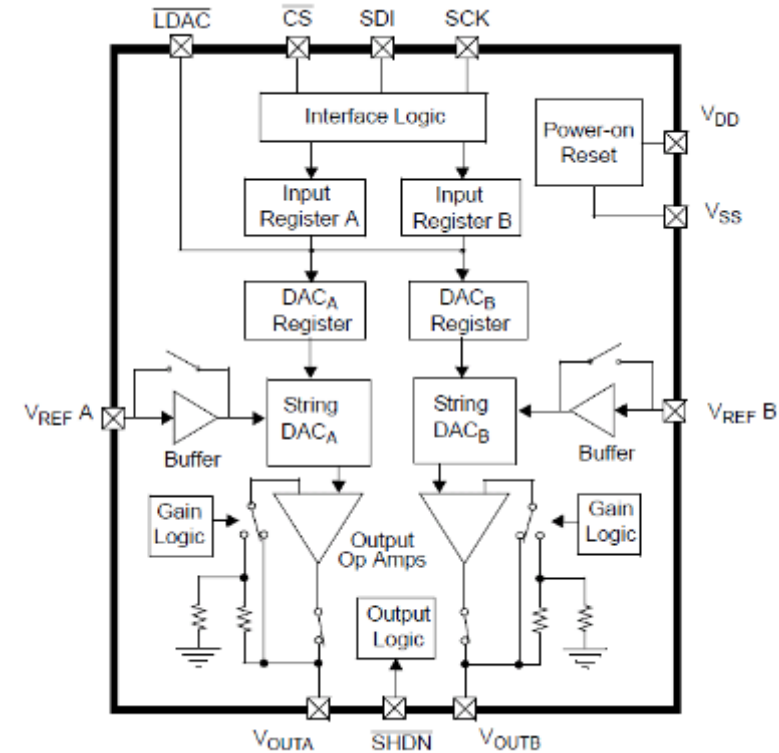 LDAC CS SDI SCK
Interface Logic
Power-on
Reset
VDD
Input
Register A
Input
Register B
VSS
DACA
Register
DACB
Register
String
DACA
String
DACB
VREF A
VREF B
Buffer
Buffer
Gain
Logic
Gain
Logic
Output
Op Amps
Output
Logic
VOUTA SHDN VOUTB